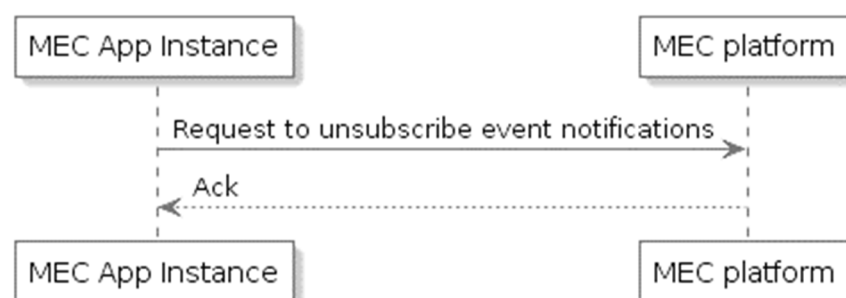 MEC App Instance
MEC platform
Request to unsubscribe event notifications
Ack
MEC App Instance
MEC platform